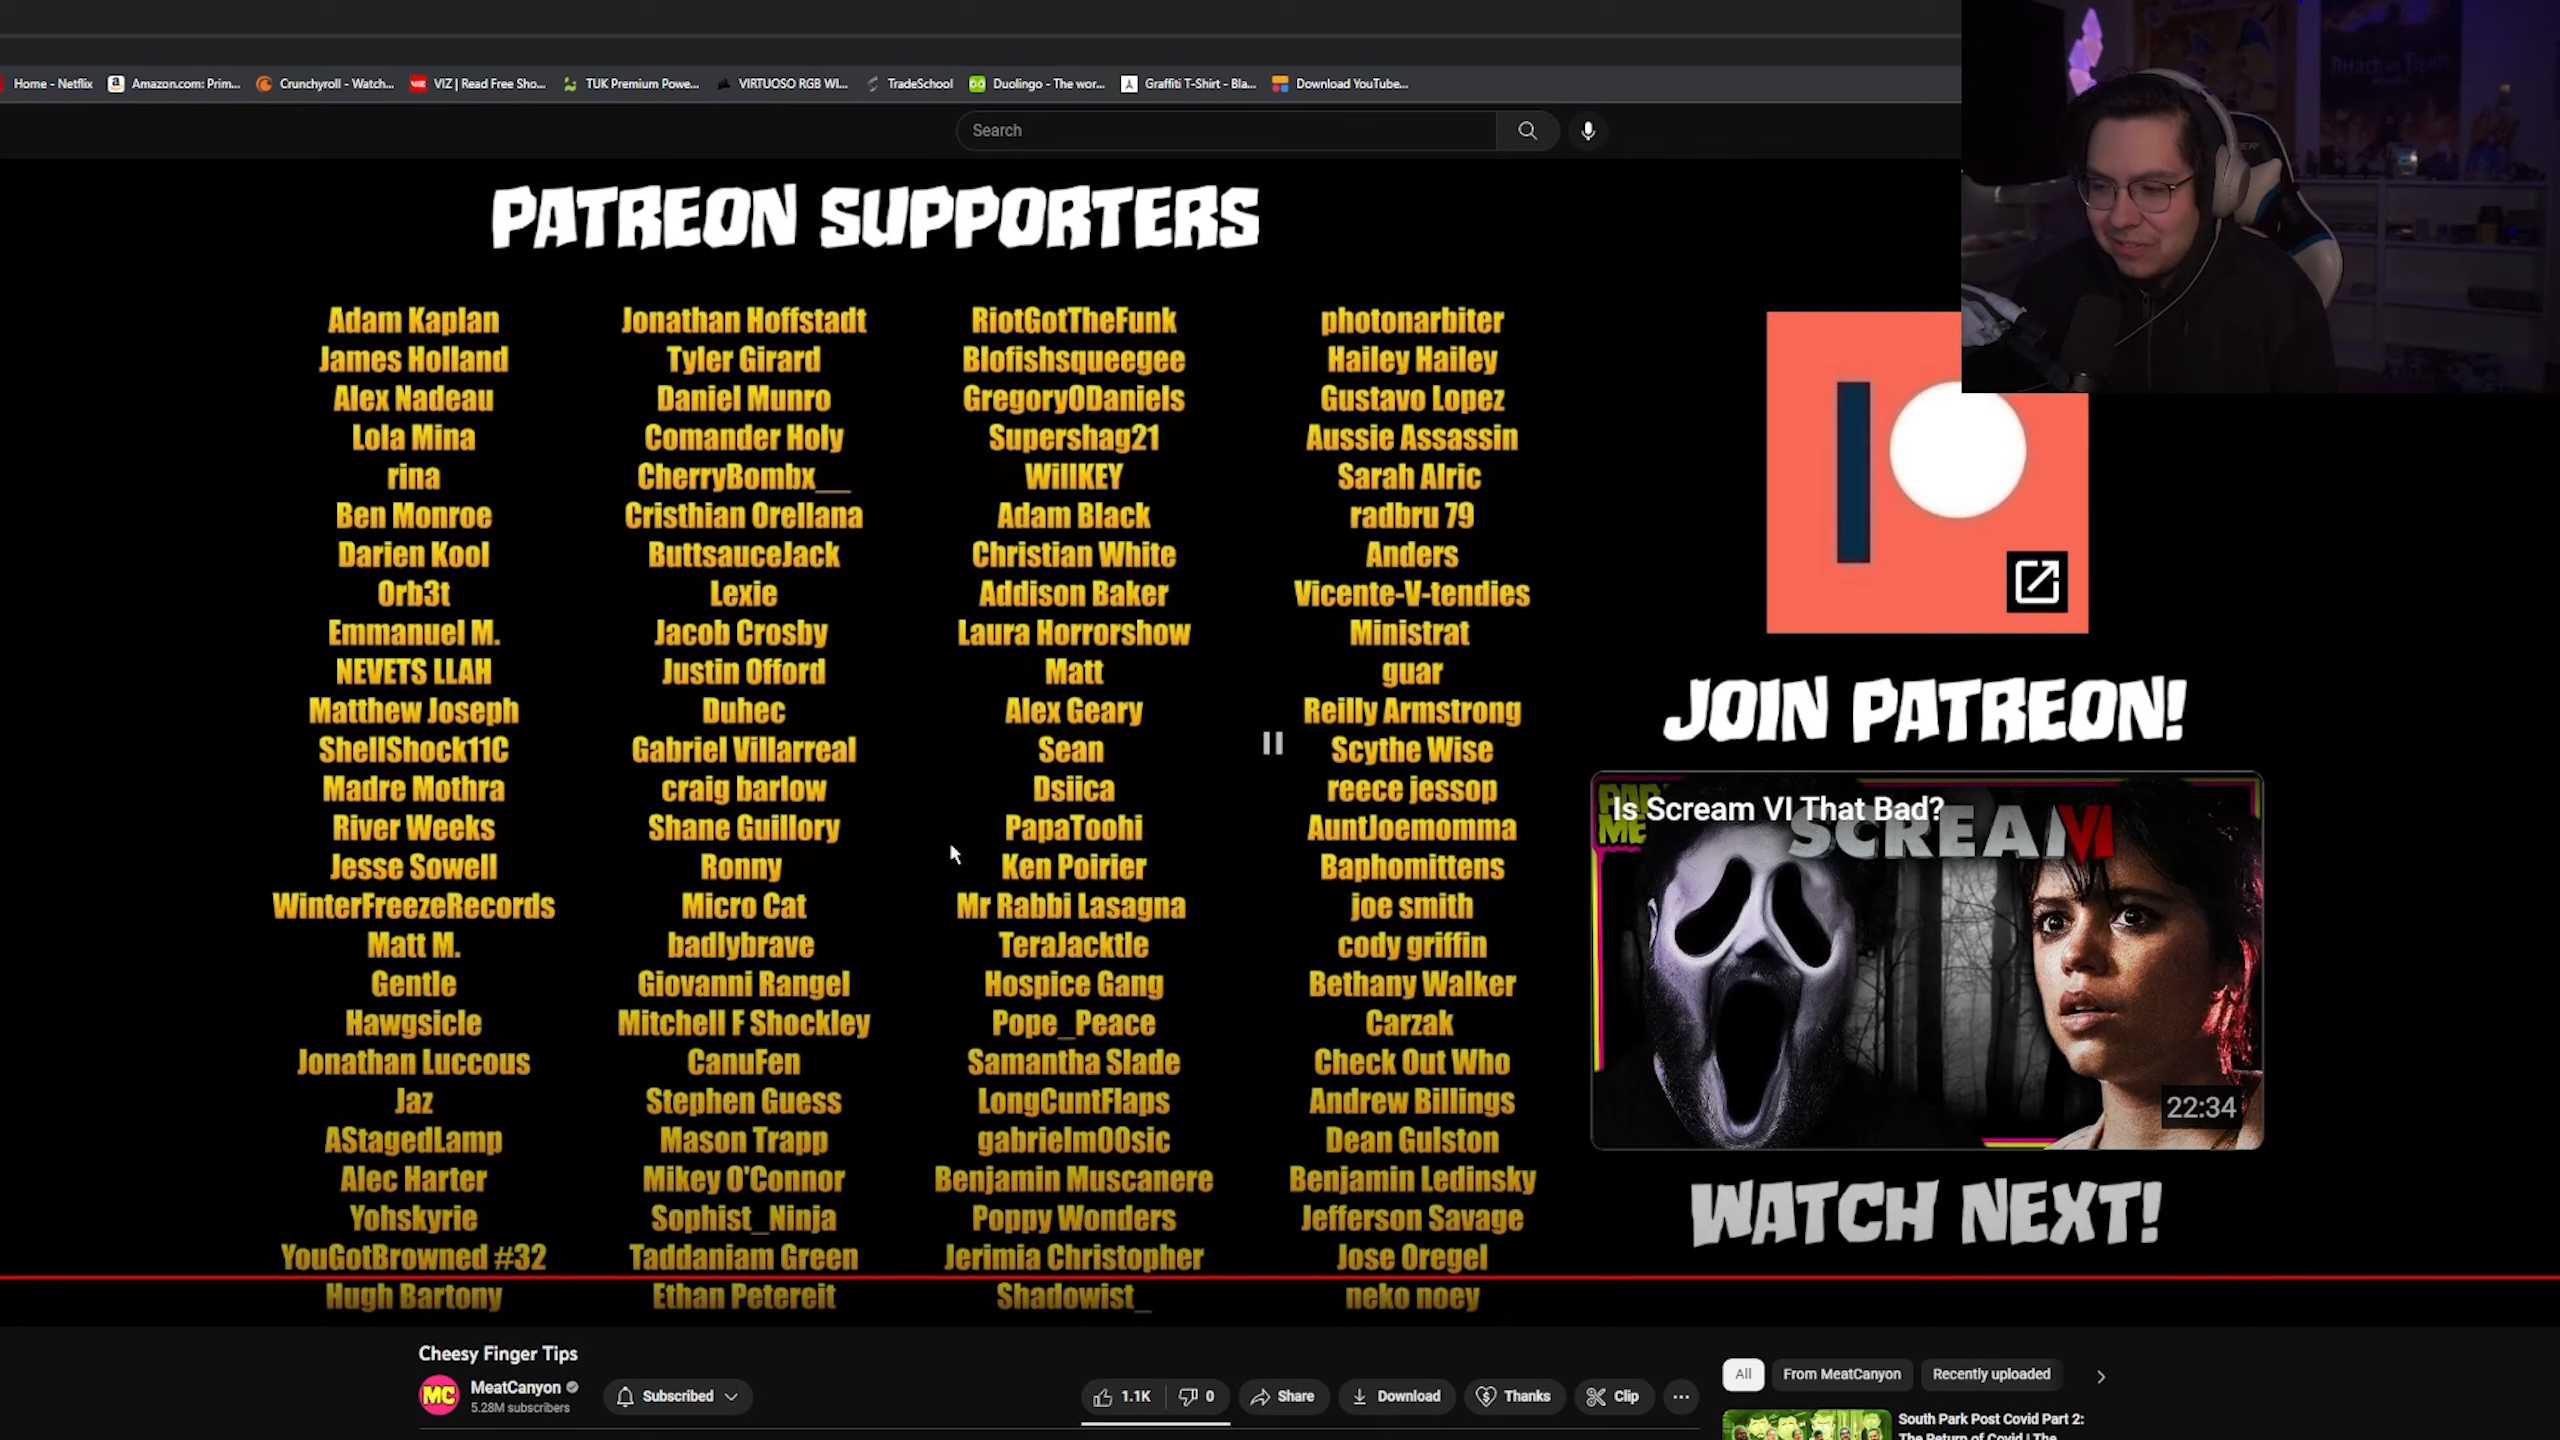 Home - Netflix
Amazon.com: Prim...
Crunchyroll - Watch...
VIZ | Read Free Sho...
TUK Premium Powe...
VIRTUOSO RGB WI...
TradeSchool
Duolingo - The wor...
Graffiti T-Shirt - Bla...
Download YouTube...
Search
PATREON SUPPORTERS
Adam Kaplan
James Holland
Alex Nadeau
Lola Mina
rina
Ben Monroe
Darien Kool
Orb3t
Emmanuel M.
NEVETS LLAH
Matthew Joseph
ShellShock11C
Madre Mothra
River Weeks
Jesse Sowell
WinterFreezeRecords
Matt M.
Gentle
Hawgsicle
Jonathan Luccous
Jaz
AStagedLamp
Alec Harter
Yohskyrie
YouGotBrowned #32
Hugh Bartony
Jonathan Hoffstadt
Tyler Girard
Daniel Munro
Comander Holy
CherryBombx__
Cristhian Orellana
ButtsauceJack
Lexie
Jacob Crosby
Justin Offord
Duhec
Gabriel Villarreal
craig barlow
Shane Guillory
Ronny
Micro Cat
badlybrave
Giovanni Rangel
Mitchell F Shockley
CanuFen
Stephen Guess
Mason Trapp
Mikey O'Connor
Sophist_Ninja
Taddaniam Green
Ethan Petereit
RiotGotTheFunk
Blofishsqueegee
GregoryODaniels
Supershag21
WillKEY
Adam Black
Christian White
Addison Baker
Laura Horrorshow
Matt
Alex Geary
Sean
Dsiica
PapaToohi
Ken Poirier
Mr Rabbi Lasagna
TeraJacktle
Hospice Gang
Pope_Peace
Samantha Slade
LongCuntFlaps
gabrielm00sic
Benjamin Muscanere
Poppy Wonders
Jerimia Christopher
Shadowist_
photonarbiter
Hailey Hailey
Gustavo Lopez
Aussie Assassin
Sarah Alric
radbru 79
Anders
Vicente-V-tendies
Ministrat
guar
Reilly Armstrong
Scythe Wise
reece jessop
AuntJoemomma
Baphomittens
joe smith
cody griffin
Bethany Walker
Carzak
Check Out Who
Andrew Billings
Dean Gulston
Benjamin Ledinsky
Jefferson Savage
Jose Oregel
neko noey
JOIN PATREON!
Is Scream VI That Bad?
SCREAM VI
22:34
WATCH NEXT!
Cheesy Finger Tips
MC
MeatCanyon
5.28M subscribers
Subscribed
1.1K
0
Share
Download
Thanks
Clip
All
From MeatCanyon
Recently uploaded
South Park Post Covid Part 2:
The Return of Covid | The